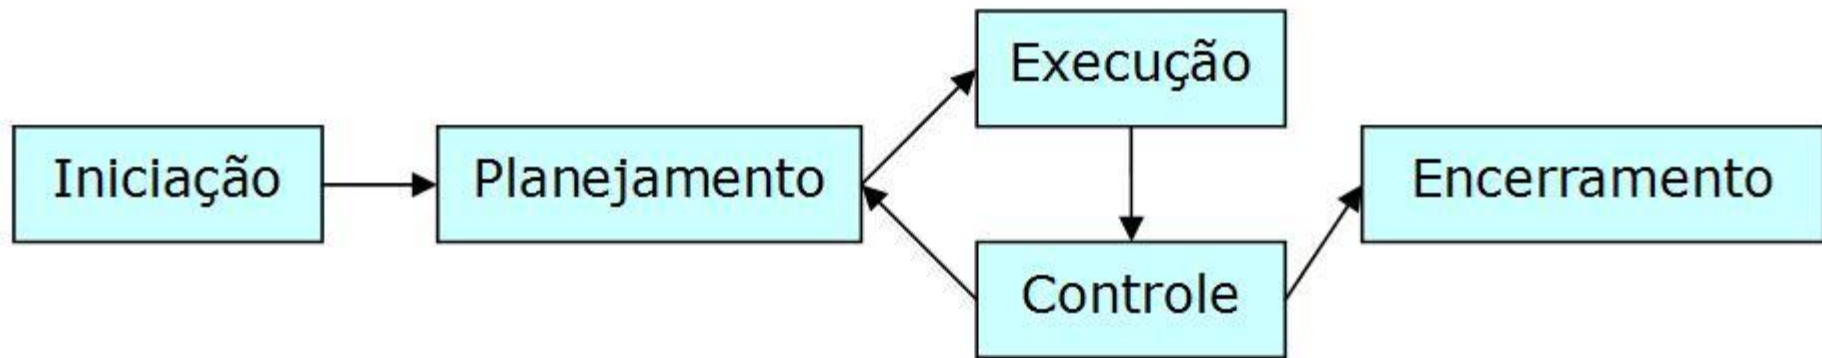 Iniciação
Planejamento
Execução
Controle
Encerramento